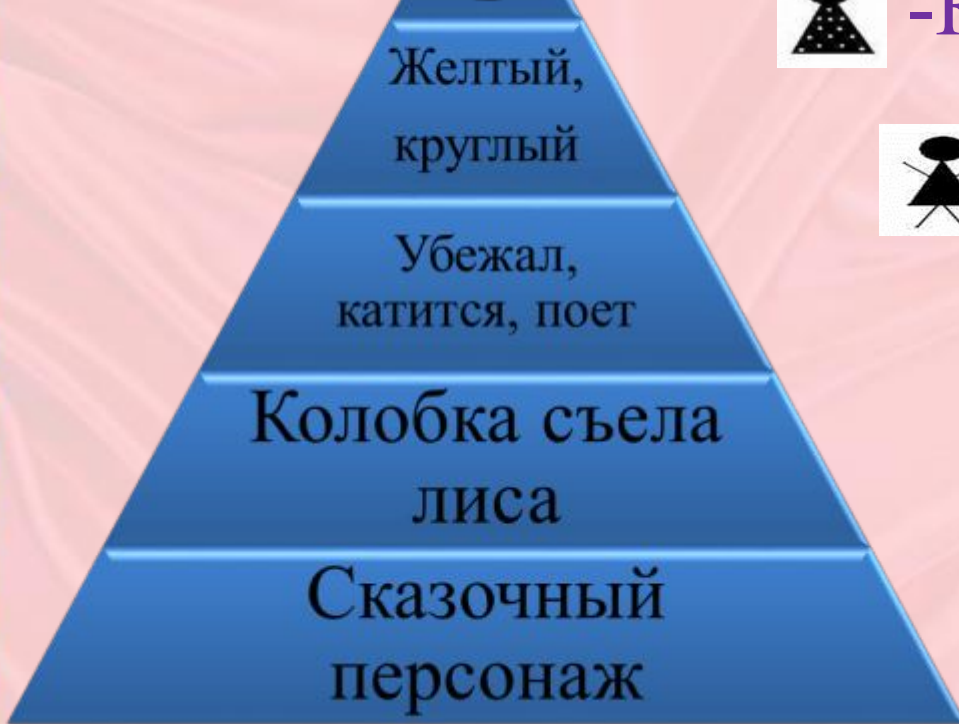 Желтый,
круглый
Убежал,
катится, поет
Колобка съела
лиса
Сказочный
персонаж